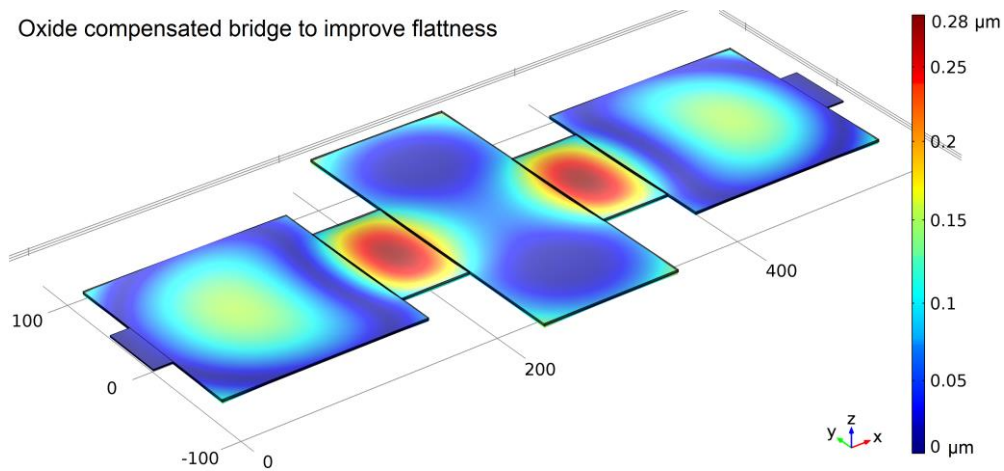 Oxide compensated bridge to improve flattness
0.28 μm
0.25
0.2
0.15
0.1
0.05
0 μm
400
200
0
100
0
-100
z
y
x